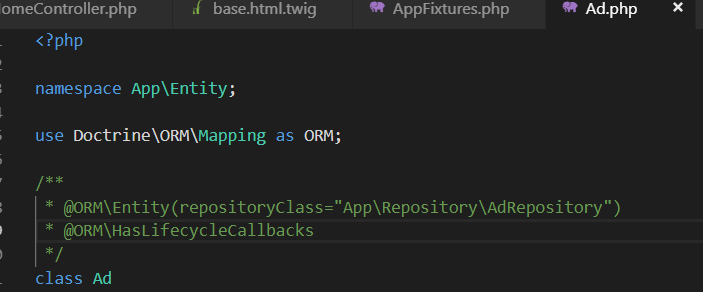 omeController.php base.html.twig AppFixtures.php Ad.php ×
<?php
namespace App\Entity;
use Doctrine\ORM\Mapping as ORM;
/**
* @ORM\Entity(repositoryClass="App\Repository\AdRepository")
* @ORM\HasLifecycleCallbacks
*/
class Ad